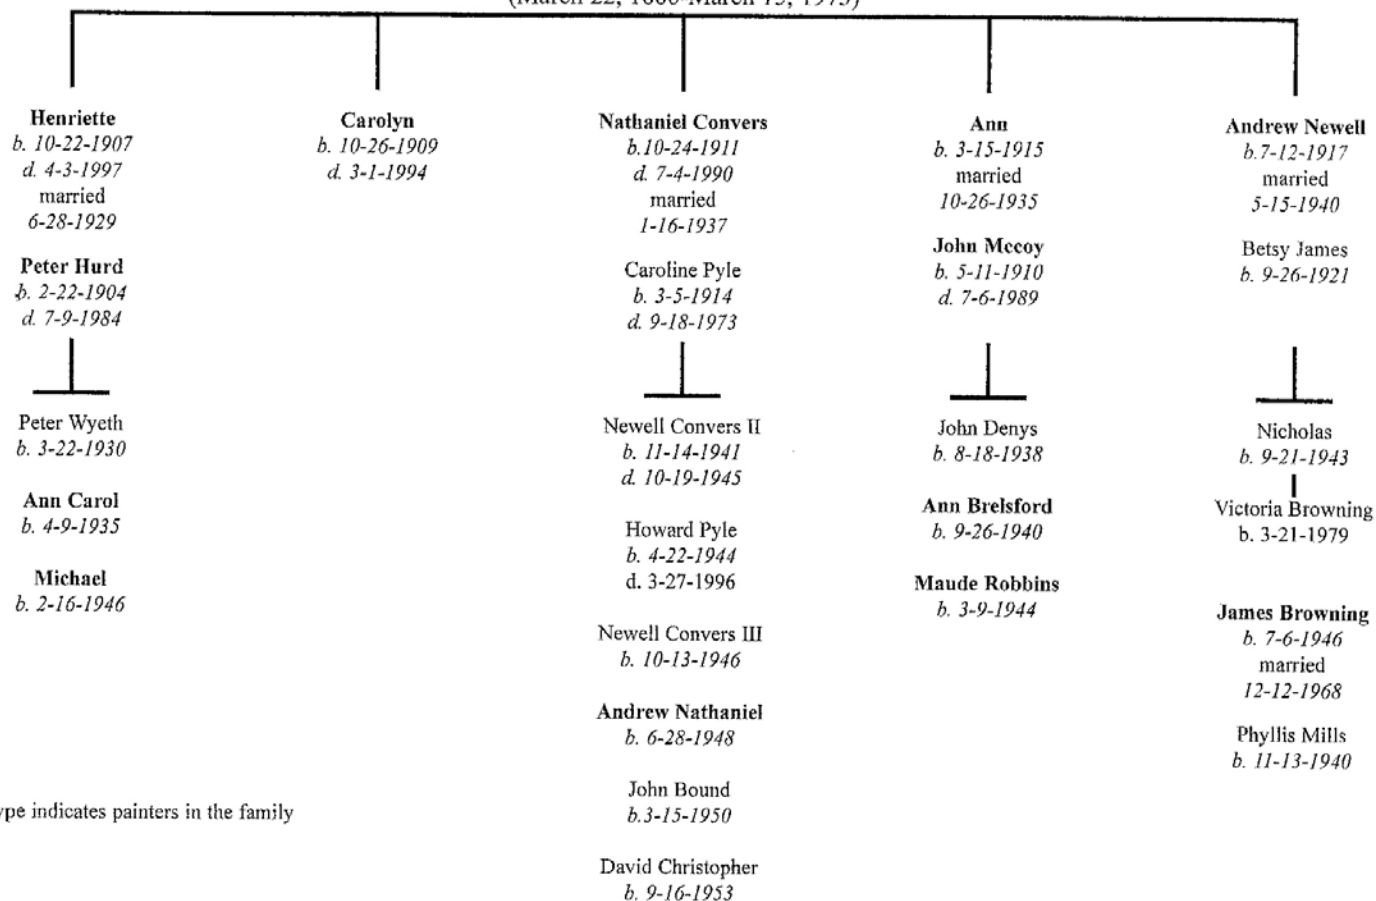 Henriette
b. 10-22-1907
d. 4-3-1997
married
6-28-1929
Peter Hurd
b. 2-22-1904
d. 7-9-1984
Peter Wyeth
b. 3-22-1930
Ann Carol
b. 4-9-1935
Michael
b. 2-16-1946
Carolyn
b. 10-26-1909
d. 3-1-1994
Nathaniel Convers
b.10-24-1911
d. 7-4-1990
married
1-16-1937
Caroline Pyle
b. 3-5-1914
d. 9-18-1973
Newell Convers II
b. 11-14-1941
d. 10-19-1945
Howard Pyle
b. 4-22-1944
d. 3-27-1996
Newell Convers III
b. 10-13-1946
Andrew Nathaniel
b. 6-28-1948
John Bound
b.3-15-1950
David Christopher
b. 9-16-1953
Ann
b. 3-15-1915
married
10-26-1935
John Mccoy
b. 5-11-1910
d. 7-6-1989
John Denys
b. 8-18-1938
Ann Brelsford
b. 9-26-1940
Maude Robbins
b. 3-9-1944
Andrew Newell
b.7-12-1917
married
5-15-1940
Betsy James
b. 9-26-1921
Nicholas
b. 9-21-1943
Victoria Browning
b. 3-21-1979
James Browning
b. 7-6-1946
married
12-12-1968
Phyllis Mills
b. 11-13-1940
ype indicates painters in the family